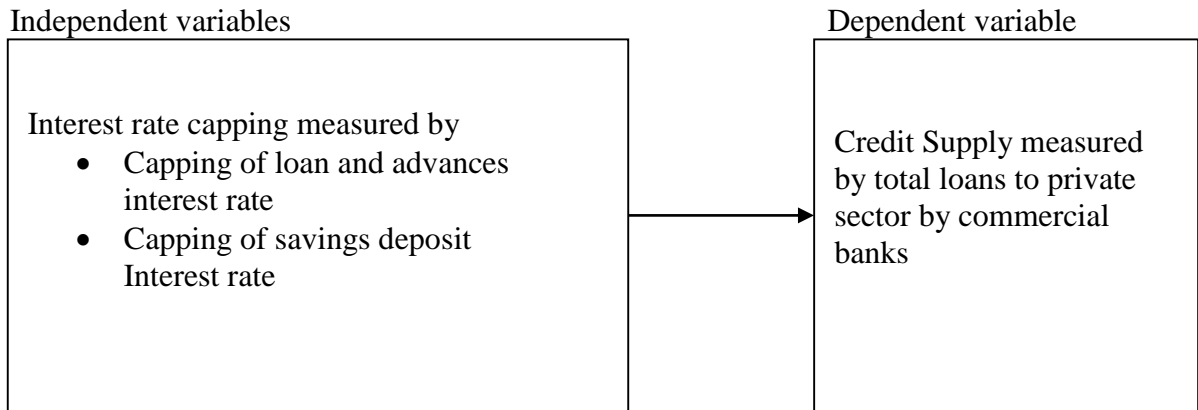 Independent variables
Dependent variable
Interest rate capping measured by
• Capping of loan and advances
interest rate
• Capping of savings deposit
Interest rate
Credit Supply measured
by total loans to private
sector by commercial
banks